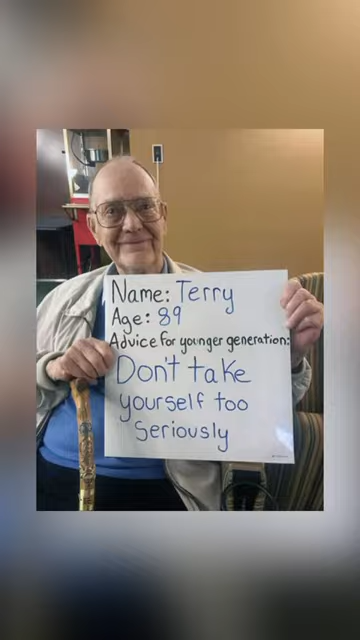 Name: Terry
Age: 89
Advice for younger generation:
Don't take
yourself too
Seriously